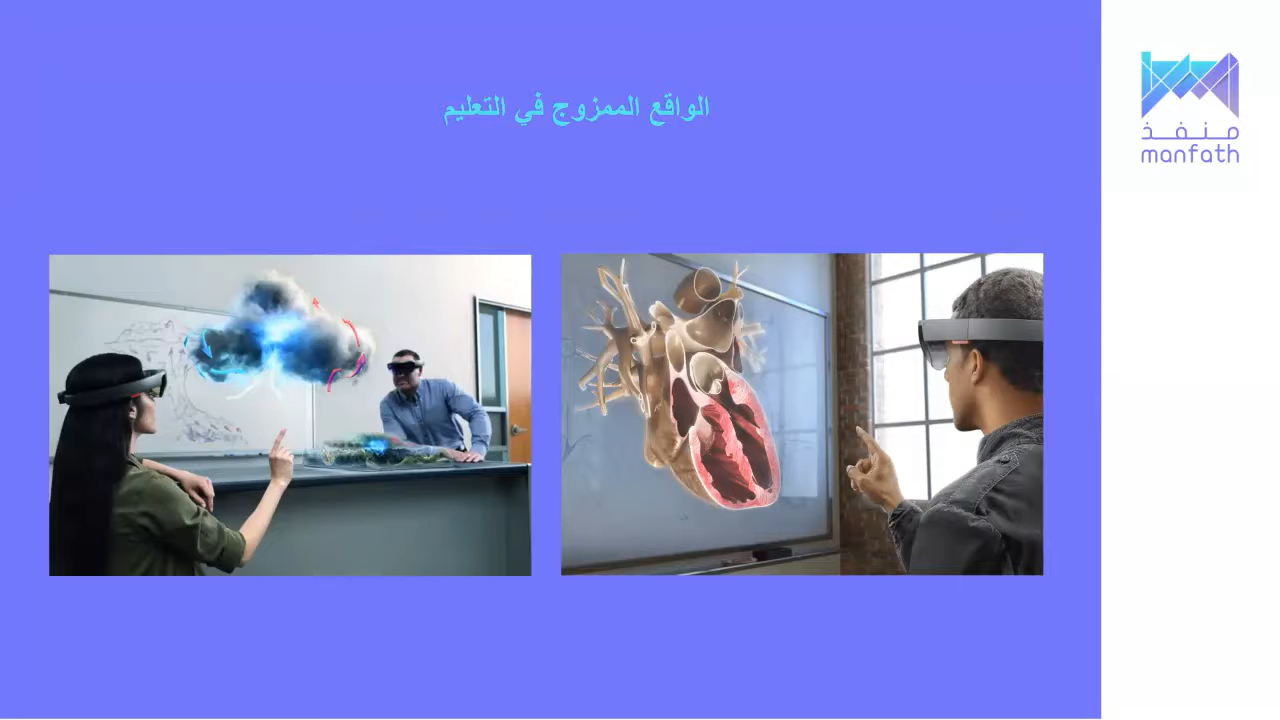 الواقع الممزوج في التعليم
منفذ
manfath